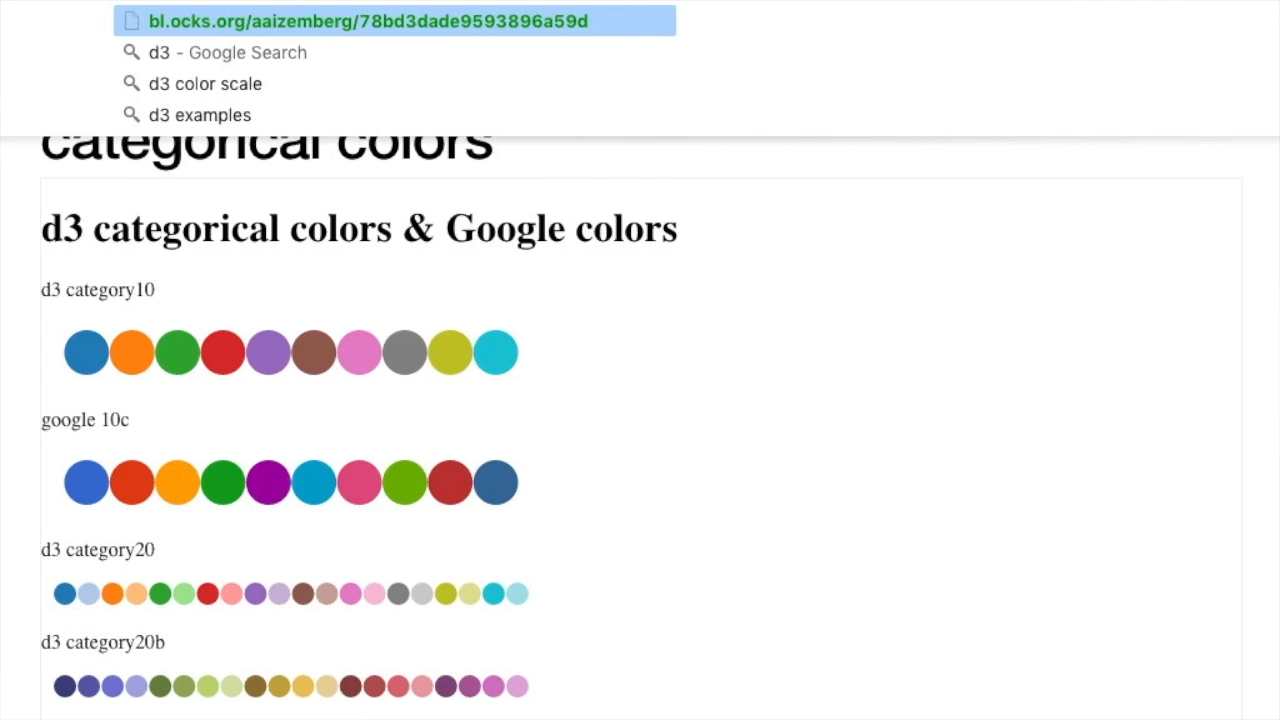 bl.ocks.org/aaizemberg/78bd3dade9593896a59d
d3 - Google Search
d3 color scale
d3 examples
categorical colors
d3 categorical colors & Google colors
d3 category10
google 10c
d3 category20
d3 category20b